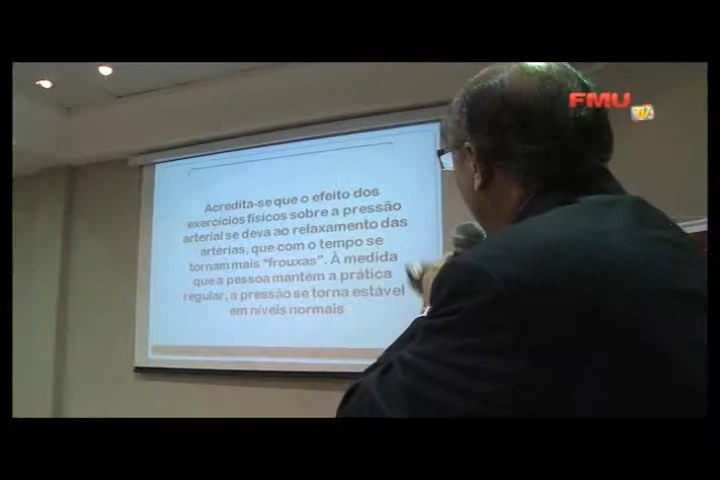 FMU
TV
Acredita-se que o efeito dos
exercícios físicos sobre a pressão
arterial se deva ao relaxamento das
artérias, que com o tempo se
tornam mais “frouxas”. À medida
que a pessoa mantém a prática
regular, a pressão se torna estável
em níveis normais